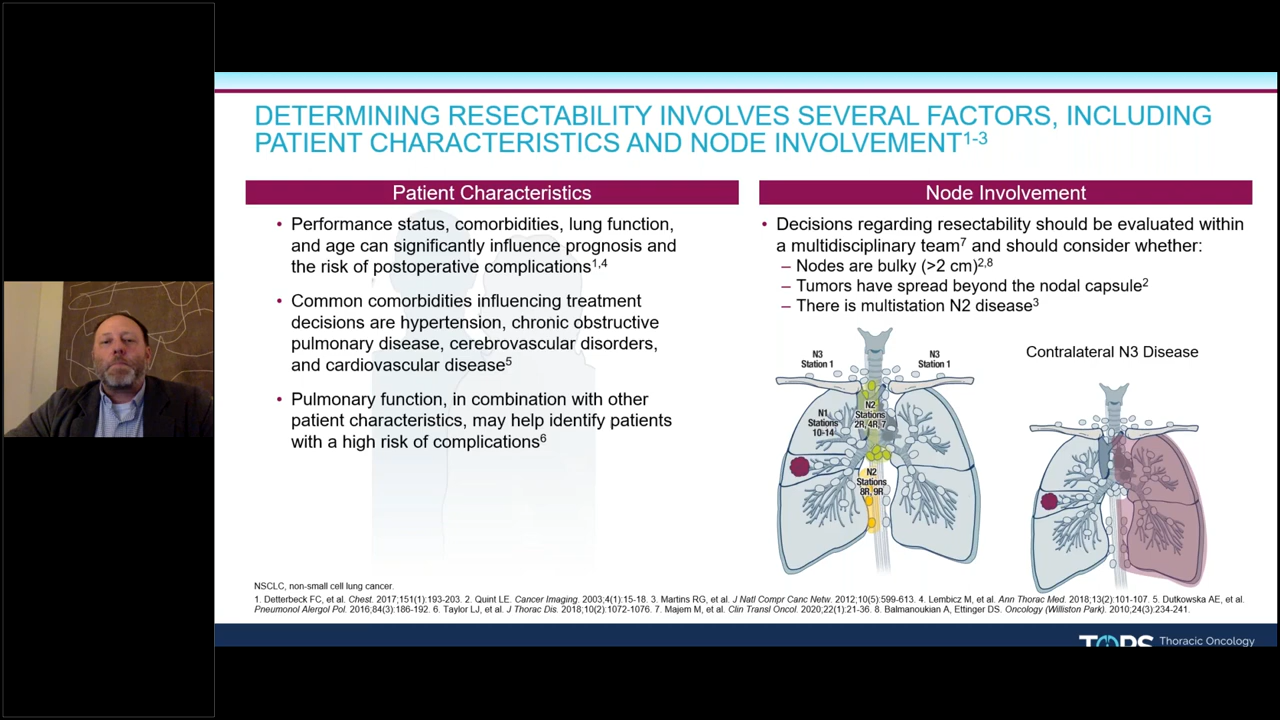 DETERMINING RESECTABILITY INVOLVES SEVERAL FACTORS, INCLUDING
PATIENT CHARACTERISTICS AND NODE INVOLVEMENT1-3
Patient Characteristics
• Performance status, comorbidities, lung function,
and age can significantly influence prognosis and
the risk of postoperative complications1,4
• Common comorbidities influencing treatment
decisions are hypertension, chronic obstructive
pulmonary disease, cerebrovascular disorders,
and cardiovascular disease5
• Pulmonary function, in combination with other
patient characteristics, may help identify patients
with a high risk of complications6
Node Involvement
• Decisions regarding resectability should be evaluated within
a multidisciplinary team7 and should consider whether:
– Nodes are bulky (>2 cm)2,8
– Tumors have spread beyond the nodal capsule2
– There is multistation N2 disease3
N3
Station 1
N3
Station 1
N1
Stations
10-14
N2
Stations
2R, 4R, 7
N2
Stations
8R, 9R
Contralateral N3 Disease
NSCLC, non-small cell lung cancer.
1. Detterbeck FC, et al. Chest. 2017;151(1):193-203. 2. Quint LE. Cancer Imaging. 2003;4(1):15-18. 3. Martins RG, et al. J Natl Compr Canc Netw. 2012;10(5):599-613. 4. Lembicz M, et al. Ann Thorac Med. 2018;13(2):101-107. 5. Dutkowska AE, et al.
Pneumonol Alergol Pol. 2016;84(3):186-192. 6. Taylor LJ, et al. J Thorac Dis. 2018;10(2):1072-1076. 7. Majem M, et al. Clin Transl Oncol. 2020;22(1):21-36. 8. Balmanoukian A, Ettinger DS. Oncology (Williston Park). 2010;24(3):234-241.
TOPS Thoracic Oncology